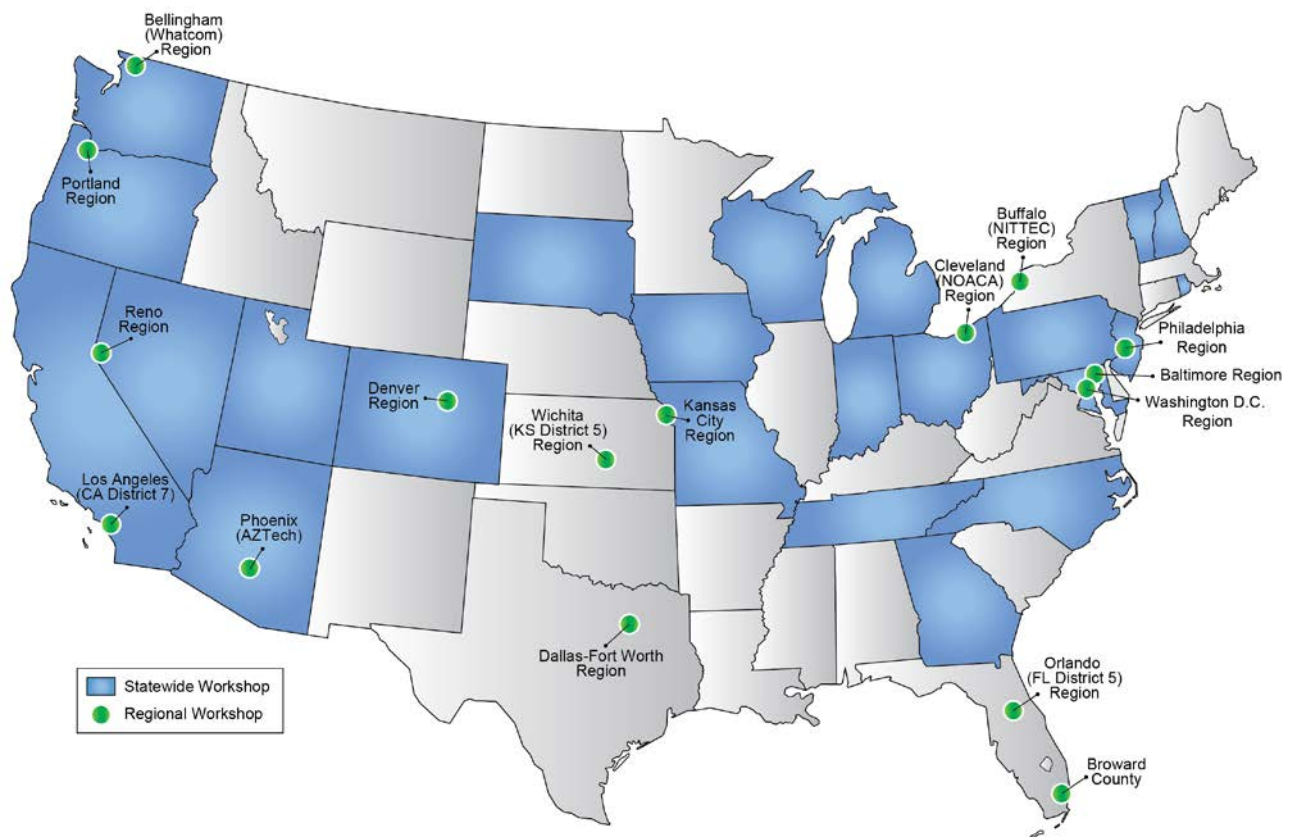 Bellingham
(Whatcom)
Region
Portland
Region
Reno
Region
Los Angeles
(CA District 7)
Phoenix
(AZTech)
Denver
Region
Wichita
(KS District 5)
Region
Kansas
City
Region
Dallas-Fort Worth
Region
Buffalo
(NITTEC)
Region
Cleveland
(NOACA)
Region
Philadelphia
Region
Baltimore Region
Washington D.C.
Region
Orlando
(FL District 5)
Region
Broward
County
Statewide Workshop
Regional Workshop